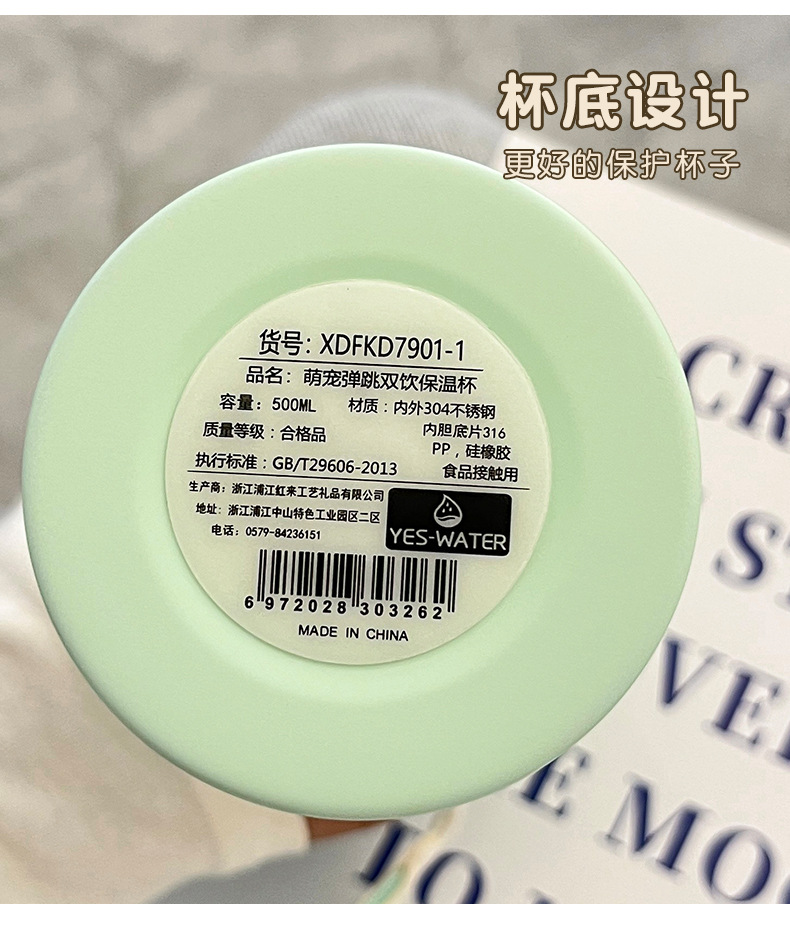 杯底设计
更好的保护杯子
货号：XDFKD7901-1
品名：萌宠弹跳双饮保温杯
容量：500ML 材质：内外304不锈钢
内胆底片316
质量等级：合格品
PP，硅橡胶
执行标准：GB/T29606-2013 食品接触用
生产商：浙江浦江红来工艺礼品有限公司
地址：浙江浦江中山特色工业园区二区
电话：0579-84236151
YES-WATER
6 972028 303262
MADE IN CHINA
CR
ST
VE
E MOO
TO